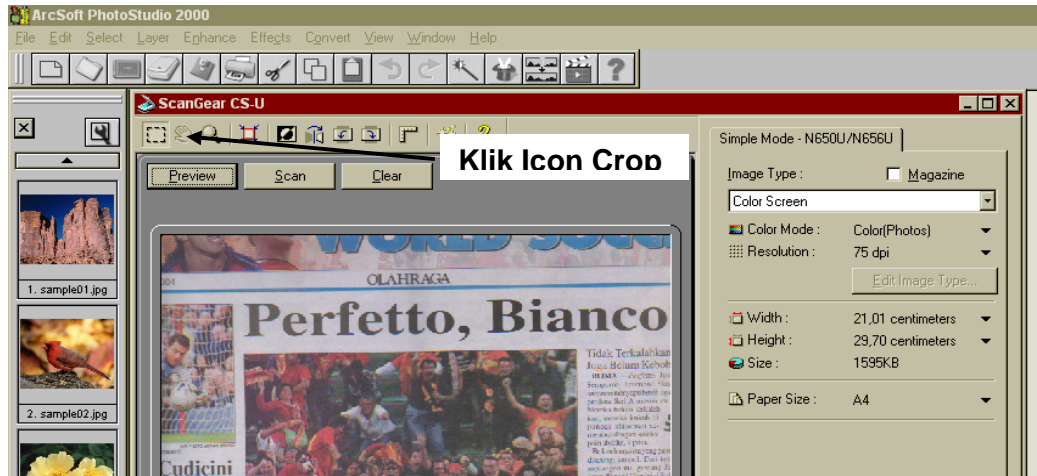 ArcSoft PhotoStudio 2000
File Edit Select Layer Enhance Effects Convert View Window Help
ScanGear CS-U
Klik Icon Crop
Preview Scan Clear
Simple Mode - N650U/N656U
Image Type : Magazine
Color Screen
Color Mode : Color(Photos)
Resolution : 75 dpi
Edit Image Type...
Width : 21,01 centimeters
Height : 29,70 centimeters
Size : 1595KB
Paper Size : A4
1. sample01.jpg
2. sample02.jpg
WORLD
OLAHRAGA
Perfetto, Bianco
Tidak Terkalahkan
Juga Belum
Cudicini